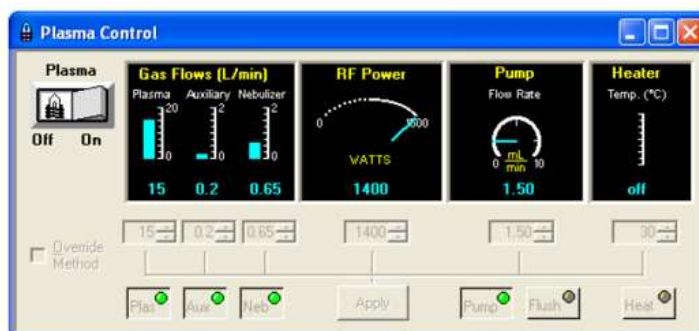 Plasma Control
Plasma
Off On
Gas Flows (L/min)
Plasma Auxiliary Nebulizer
20 2 2
0 0 0
15 0.2 0.65
RF Power
0 1500
WATTS
1400
Pump
Flow Rate
0 mL 10
min
1.50
Heater
Temp. (°C)
off
Override
Method
15 0.2 0.65 1400 1.50 30
Plas Aux Neb Apply Pump Flush Heat